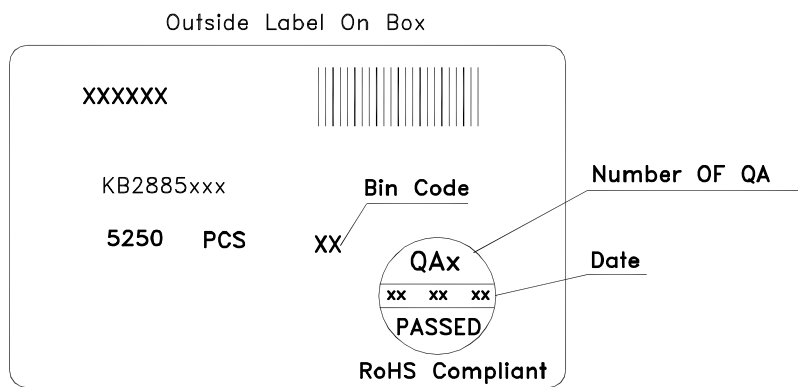 Outside Label On Box
XXXXXX
KB2885xxx
Bin Code
Number OF QA
5250 PCS
XX
QAx
Date
xx xx xx
PASSED
RoHS Compliant